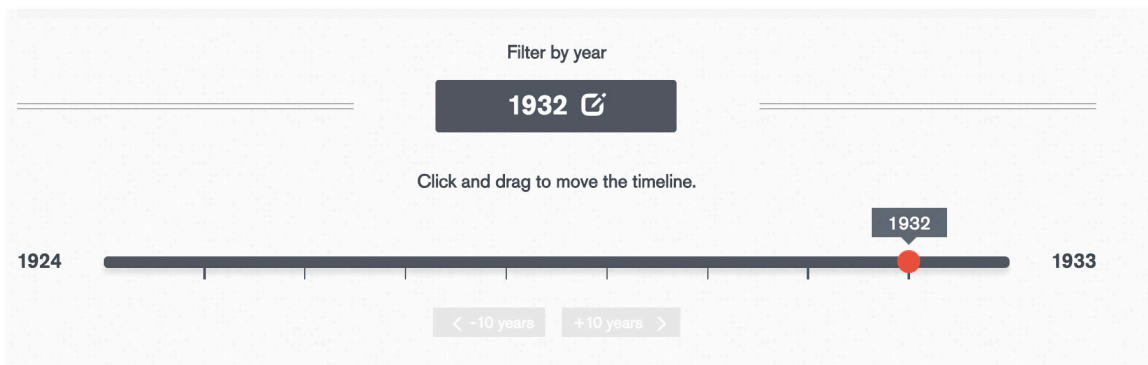 Filter by year
1932
Click and drag to move the timeline.
1932
1924
1933
-10 years
+10 years